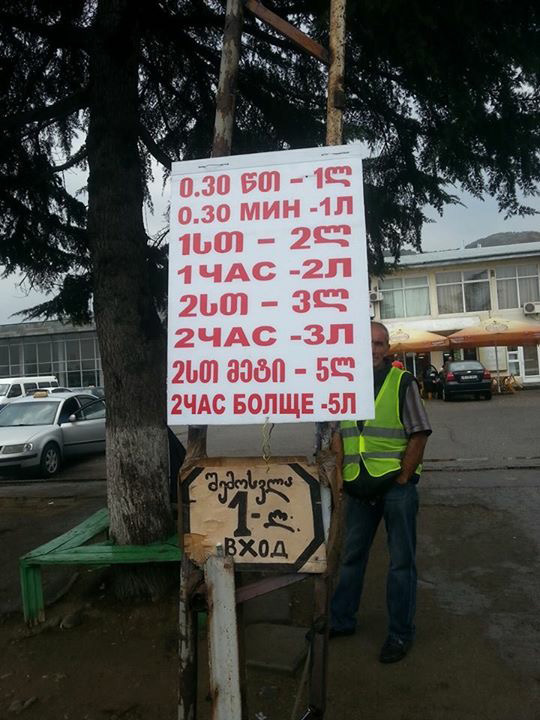 0.30 წთ - 1ლ
0.30 МИН -1Л
1სთ - 2ლ
1ЧАС -2Л
2სთ - 3ლ
2ЧАС -3Л
2სთ მეტი - 5ლ
2ЧАС БОЛЩЕ -5Л
შემოსვლა
1-ლ.
ВХОД